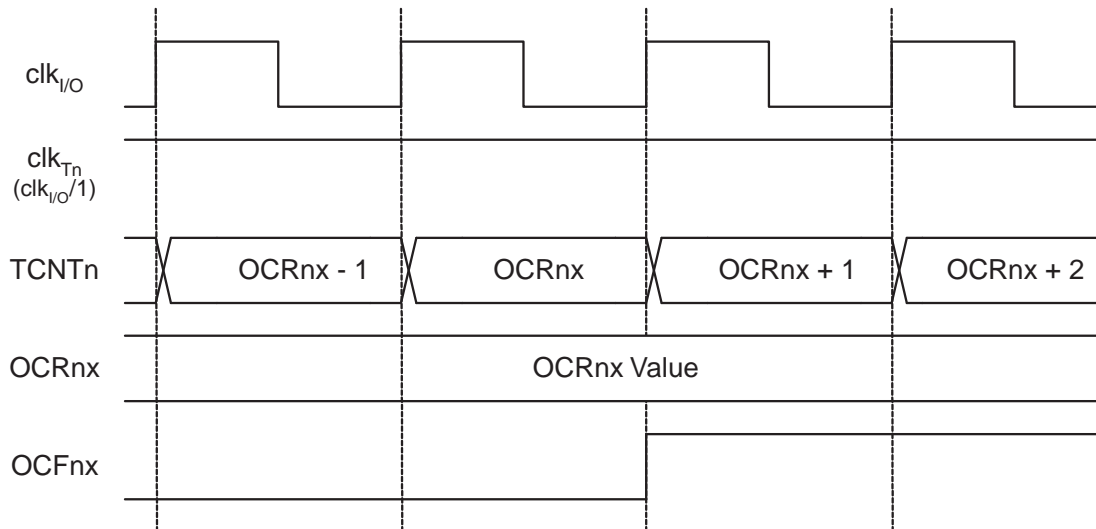 clkI/O
clkTn
(clkI/O/1)
TCNTn
OCRnx - 1
OCRnx
OCRnx + 1
OCRnx + 2
OCRnx
OCRnx Value
OCFnx